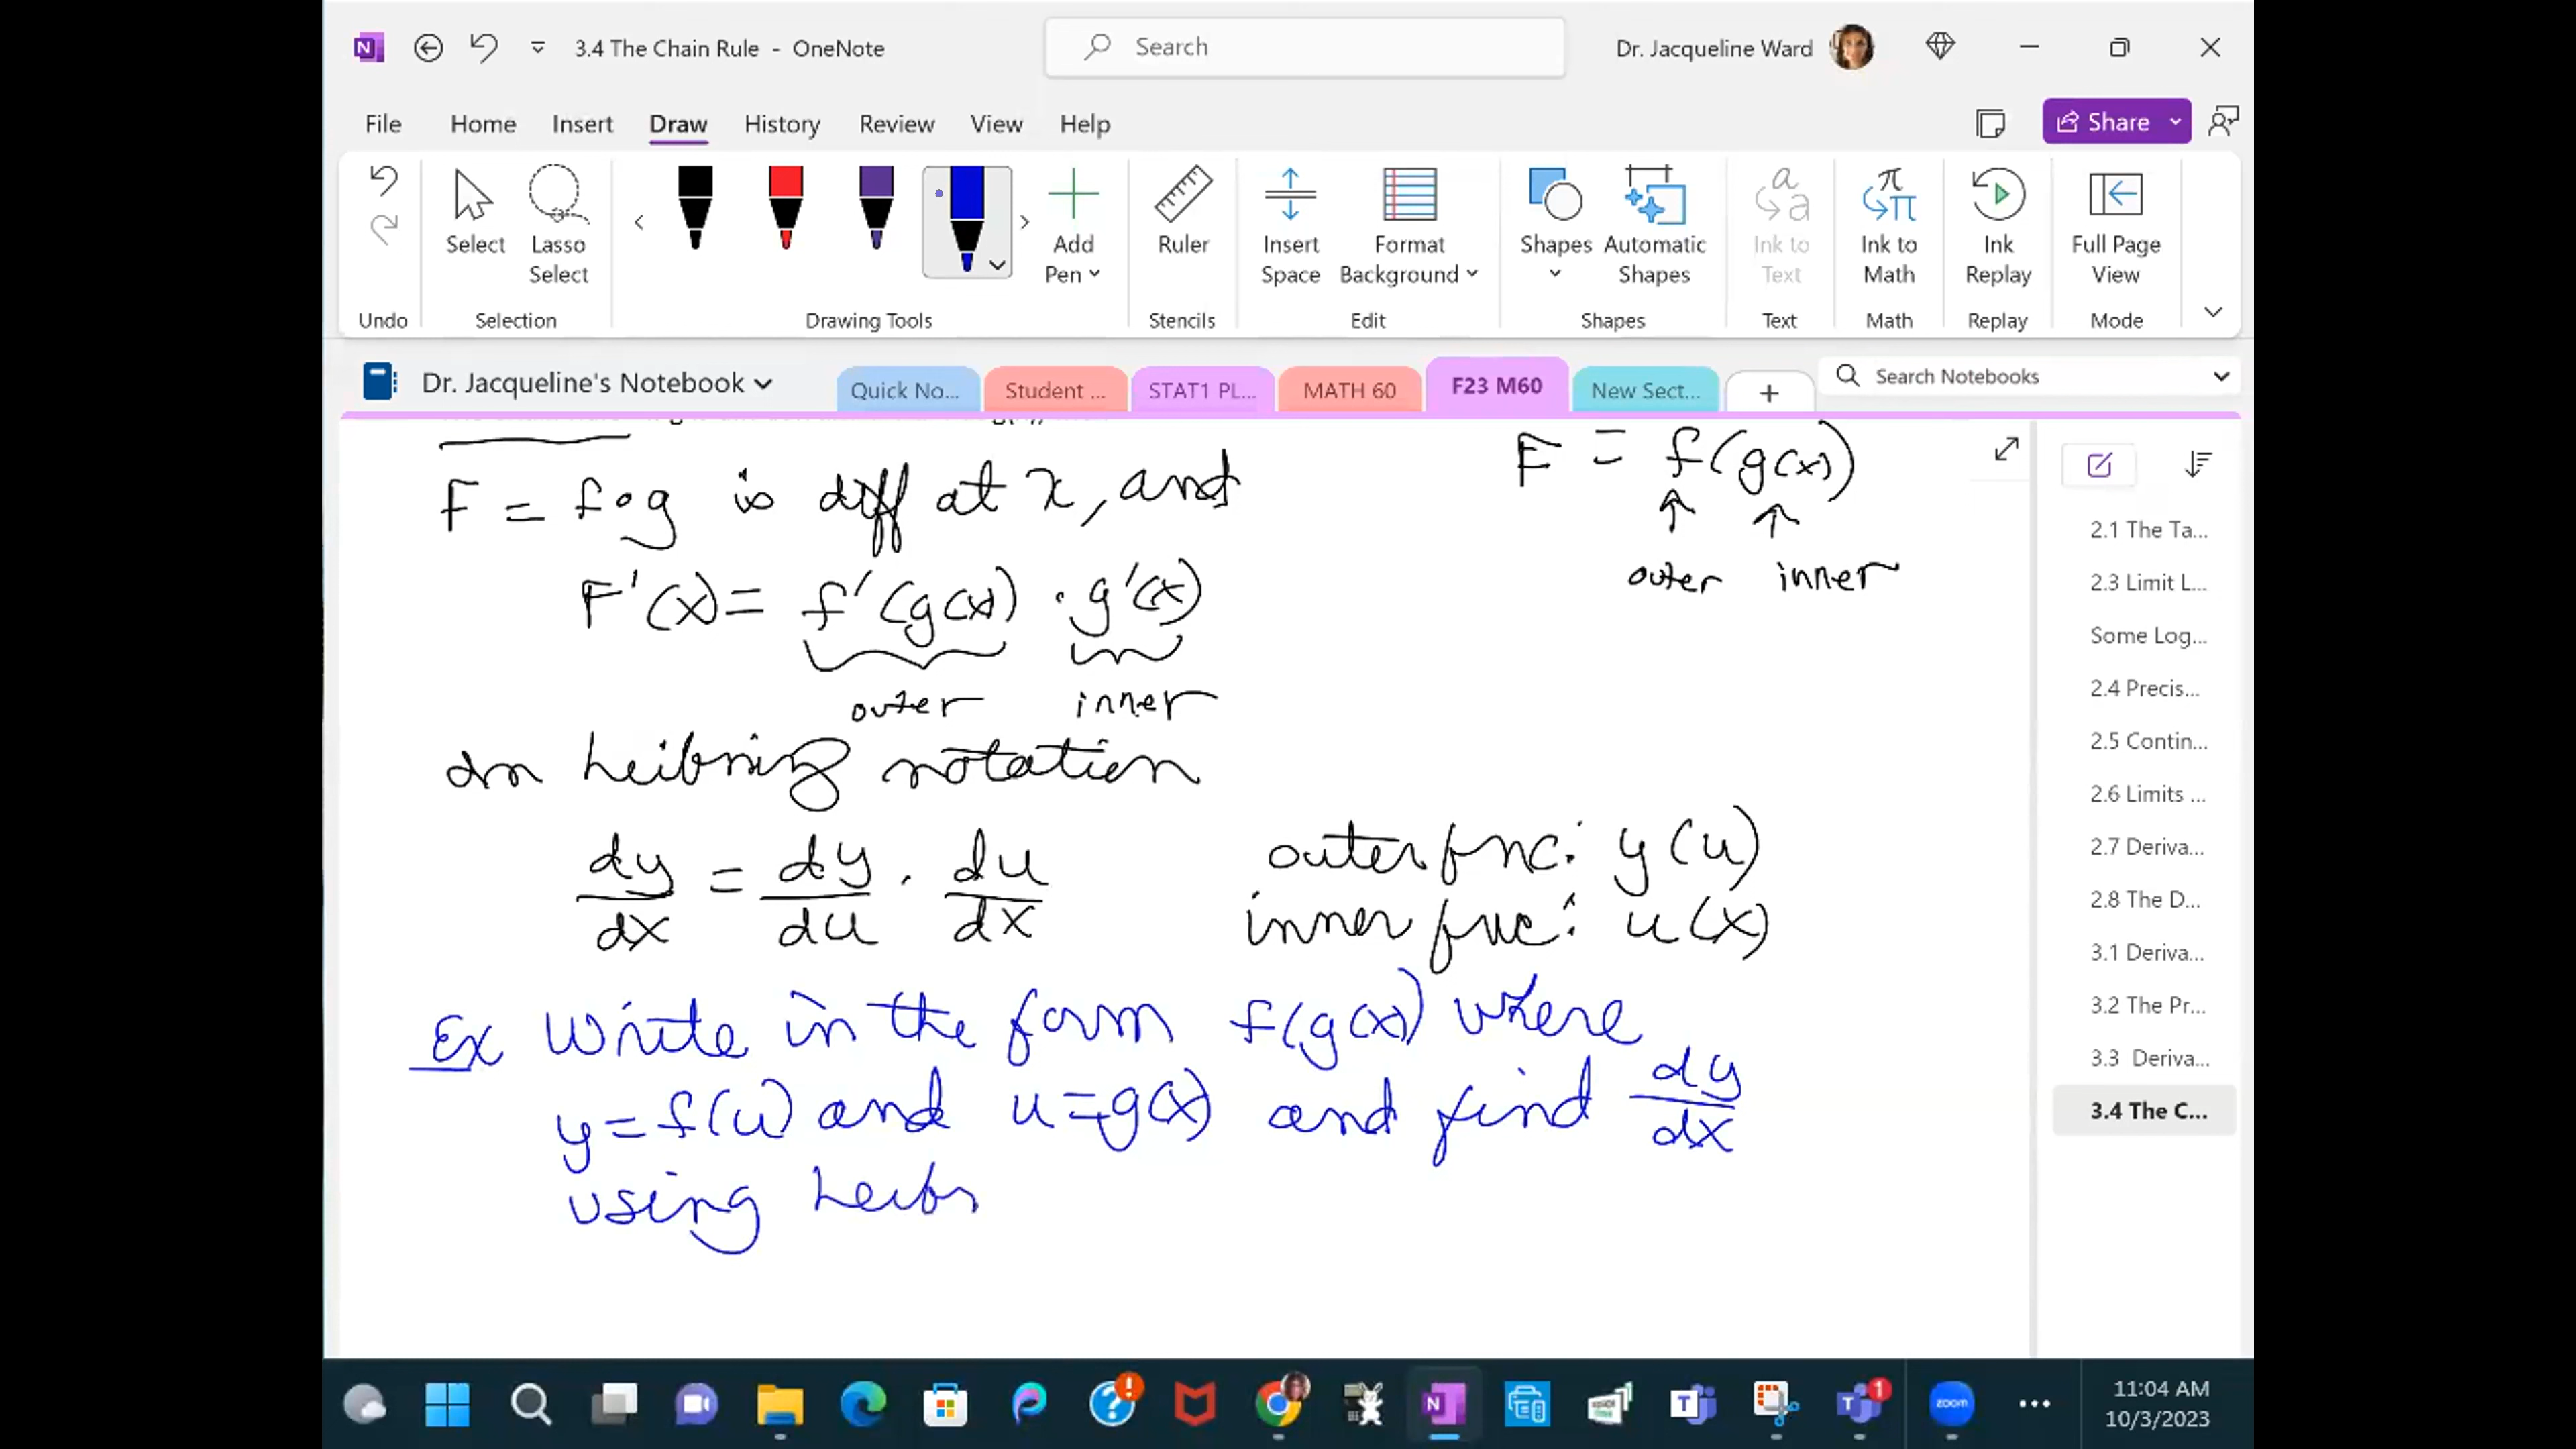 3.4 The Chain Rule - OneNote
Search
Dr. Jacqueline Ward
File Home Insert Draw History Review View Help
Share
Select
Lasso Select
Add Pen
Ruler
Insert Space
Format Background
Shapes
Automatic Shapes
Ink to Text
Ink to Math
Ink Replay
Full Page View
Undo Selection Drawing Tools Stencils Edit Shapes Text Math Replay Mode
Dr. Jacqueline's Notebook
Quick No... Student ... STAT1 PL... MATH 60 F23 M60 New Sect... +
Search Notebooks
F = f∘g is diff at x, and
F'(x) = f'(g(x)) · g'(x)
outer inner
In Leibniz notation
dy/dx = dy/du · du/dx
F = f(g(x))
↑ ↑
outer inner
outer fnc: y(u)
inner fnc: u(x)
Ex Write in the form f(g(x)) where
y = f(u) and u = g(x) and find dy/dx
using Leibn
2.1 The Ta...
2.3 Limit L...
Some Log...
2.4 Precis...
2.5 Contin...
2.6 Limits ...
2.7 Deriva...
2.8 The D...
3.1 Deriva...
3.2 The Pr...
3.3 Deriva...
3.4 The C...
zoom
1
11:04 AM
10/3/2023